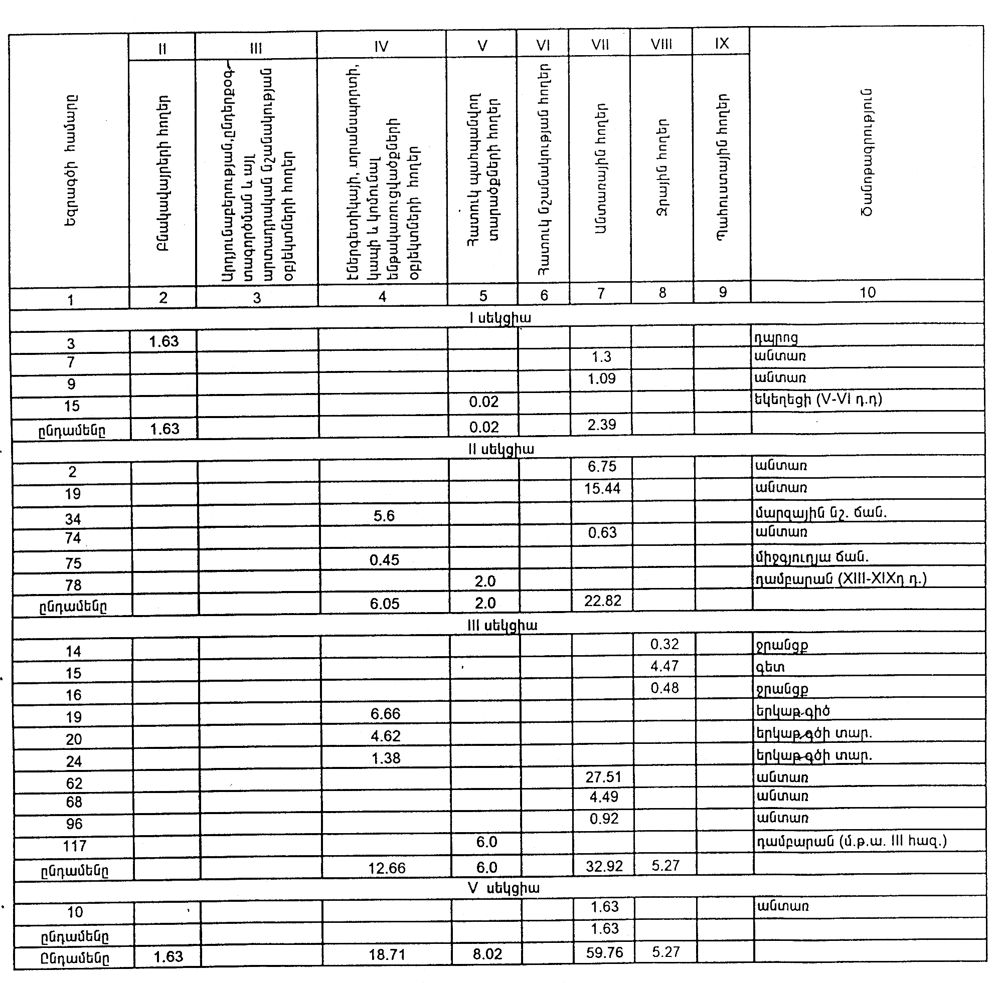 II III IV V VI VII VIII IX
Եզրագծի համարը
Բնակավայրերի հողեր
Արդյունաբերության,ընդերքօգ-
տագործման և այլ
արտադրական նշանակության
օբյեկտների հողեր
Էներգետիկայի, տրանսպորտի,
կապի և կոմունալ
ենթակառուցվածքների
օբյեկտների հողեր
Հատուկ պահպանվող
տարածքների հողեր
Հատուկ նշանակության հողեր
Անտառային հողեր
Ջրային հողեր
Պահուստային հողեր
Ծանոթագրություն
1 2 3 4 5 6 7 8 9 10
I սեկցիա
3 1.63 դպրոց
7 1.3 անտառ
9 1.09 անտառ
15 0.02 եկեղեցի (V-VI դ.դ)
ընդամենը 1.63 0.02 2.39
II սեկցիա
2 6.75 անտառ
19 15.44 անտառ
34 5.6 մարզային նշ. ճան.
74 0.63 անտառ
75 0.45 միջգյուղյա ճան.
78 2.0 դամբարան (XIII-XIXդ դ.)
ընդամենը 6.05 2.0 22.82
III սեկցիա
14 0.32 ջրանցք
15 4.47 գետ
16 0.48 ջրանցք
19 6.66 երկաթ գիծ
20 4.62 երկաթ գծի տար.
24 1.38 երկաթ գծի տար.
62 27.51 անտառ
68 4.49 անտառ
96 0.92 անտառ
117 6.0 դամբարան (մ.թ.ա. III հազ.)
ընդամենը 12.66 6.0 32.92 5.27
V սեկցիա
10 1.63 անտառ
ընդամենը 1.63
Ընդամենը 1.63 18.71 8.02 59.76 5.27